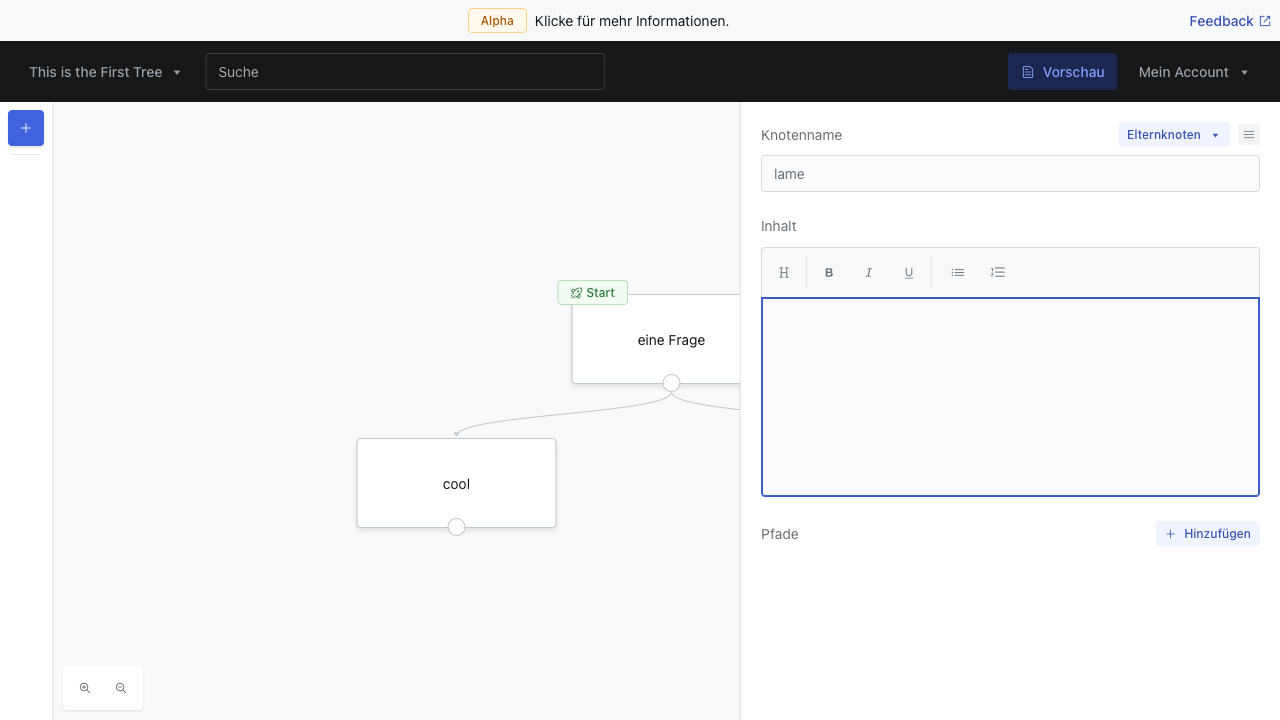 Alpha Klicke für mehr Informationen.
Feedback
This is the First Tree
Suche
Vorschau
Mein Account
Knotenname
Elternknoten
lame
Inhalt
H B I U
Start
eine Frage
cool
Pfade
Hinzufügen